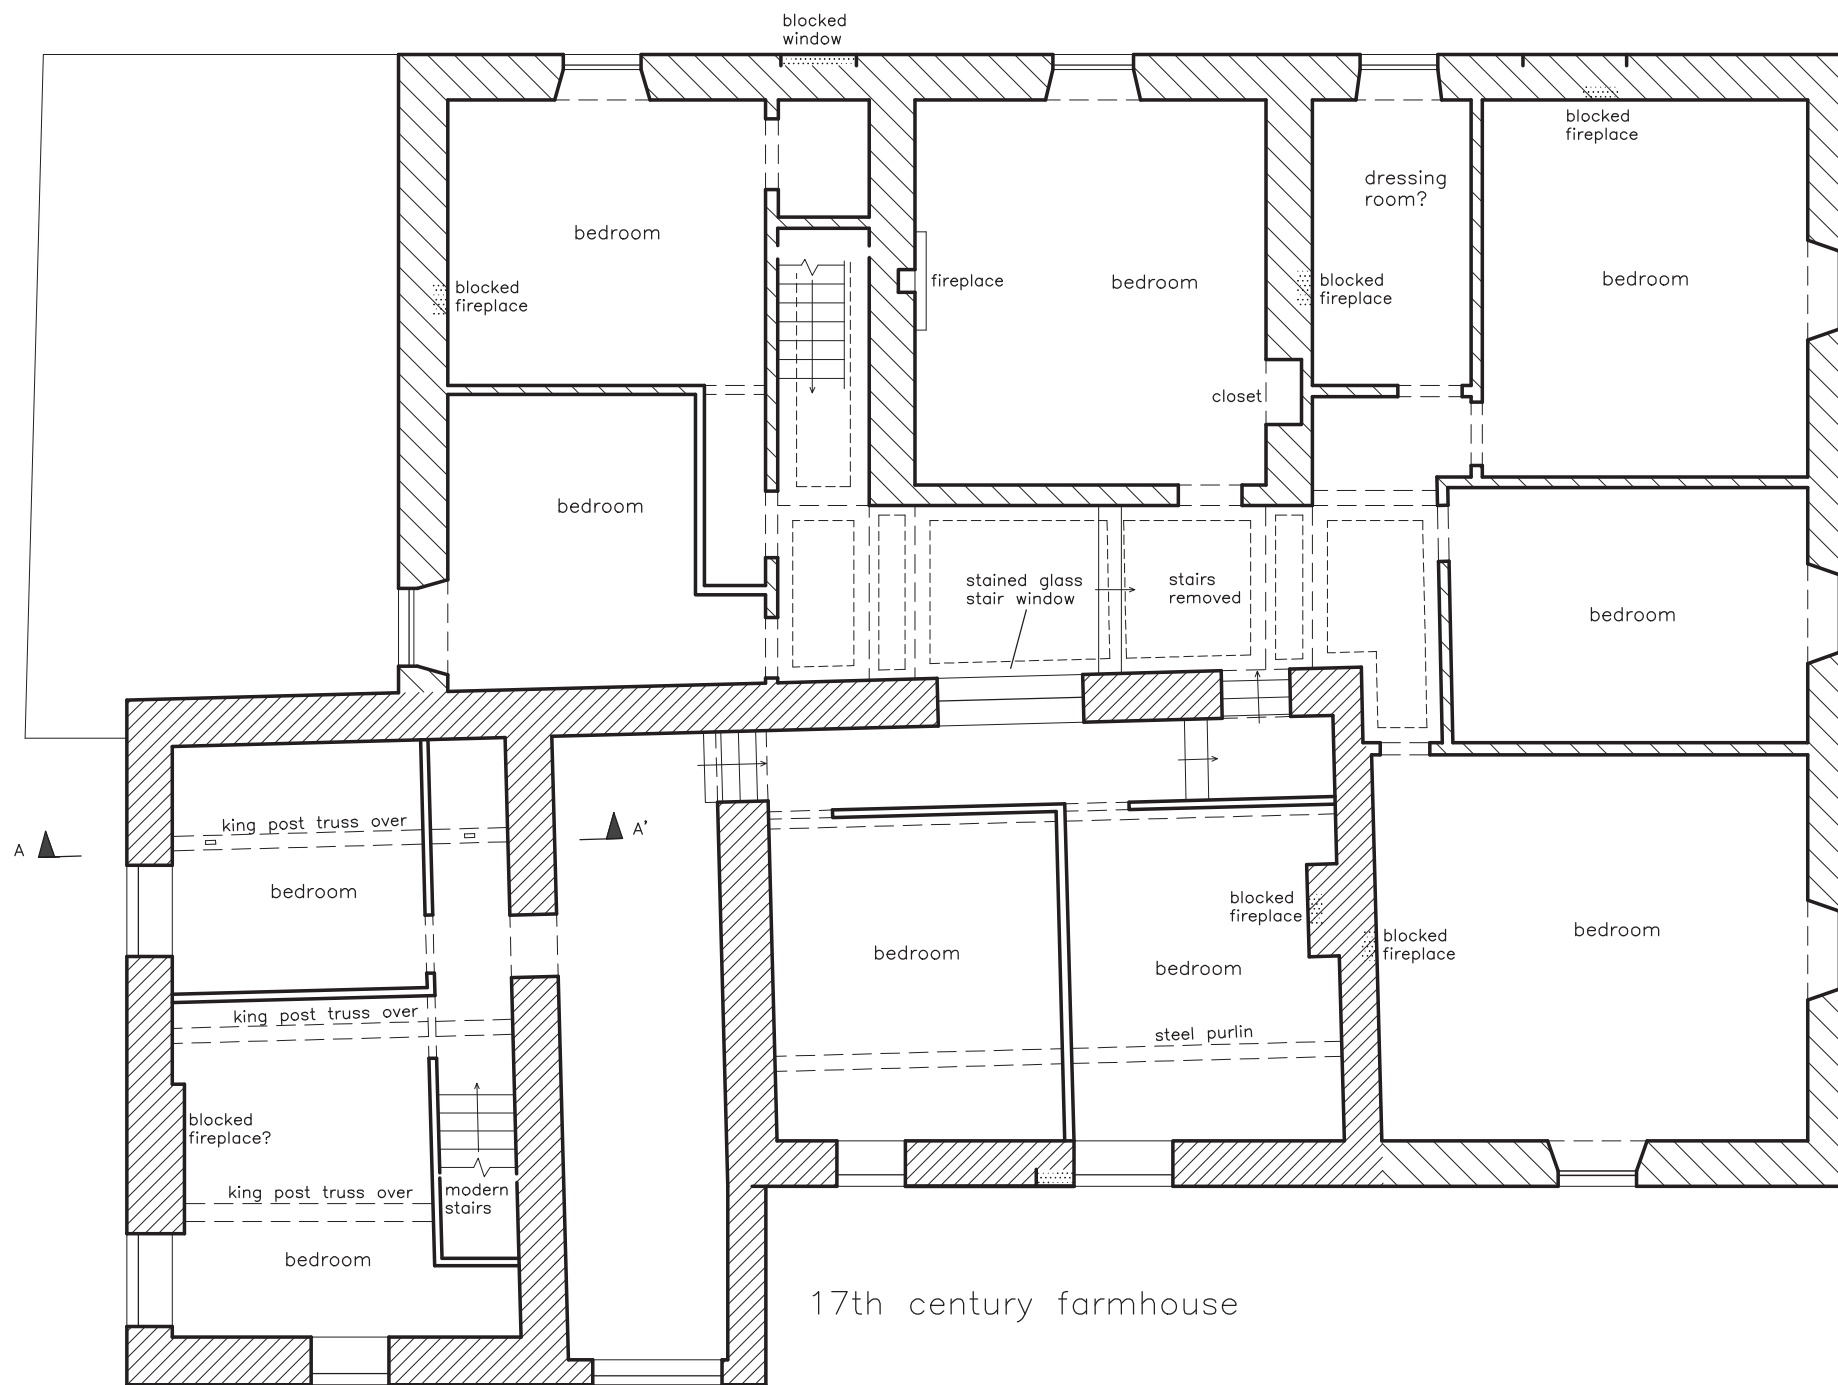 blocked
window
blocked
fireplace
dressing
room?
bedroom
blocked
fireplace
fireplace
bedroom
blocked
fireplace
bedroom
closet
bedroom
stained glass
stair window
stairs
removed
bedroom
king post truss over
A
A'
bedroom
blocked
fireplace
bedroom
bedroom
blocked
fireplace
bedroom
king post truss over
steel purlin
blocked
fireplace?
king post truss over
modern
stairs
bedroom
17th century farmhouse